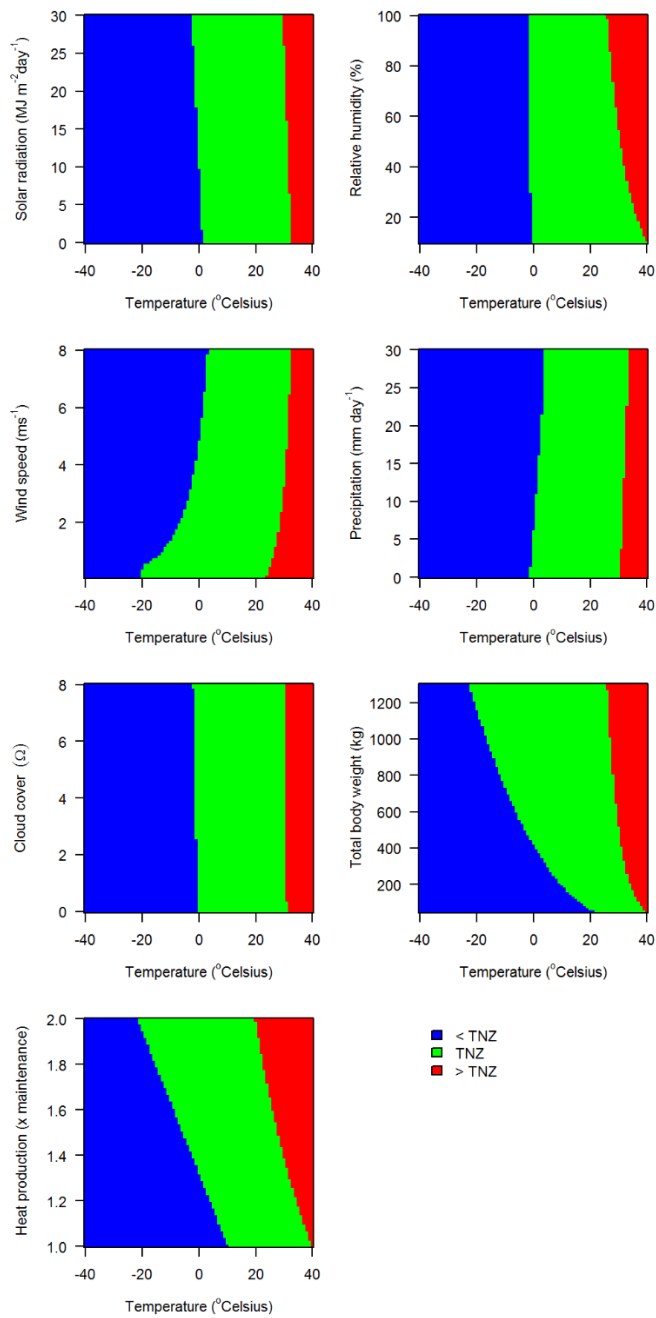 Solar radiation (MJ m⁻²day⁻¹)
30
25
20
15
10
5
0
-40 -20 0 20 40
Temperature (°Celsius)
Relative humidity (%)
100
80
60
40
20
-40 -20 0 20 40
Temperature (°Celsius)
Wind speed (ms⁻¹)
8
6
4
2
-40 -20 0 20 40
Temperature (°Celsius)
Precipitation (mm day⁻¹)
30
25
20
15
10
5
0
-40 -20 0 20 40
Temperature (°Celsius)
Cloud cover (Ω)
8
6
4
2
0
-40 -20 0 20 40
Temperature (°Celsius)
Total body weight (kg)
1200
1000
800
600
400
200
-40 -20 0 20 40
Temperature (°Celsius)
Heat production (x maintenance)
2.0
1.8
1.6
1.4
1.2
1.0
-40 -20 0 20 40
Temperature (°Celsius)
< TNZ
TNZ
> TNZ